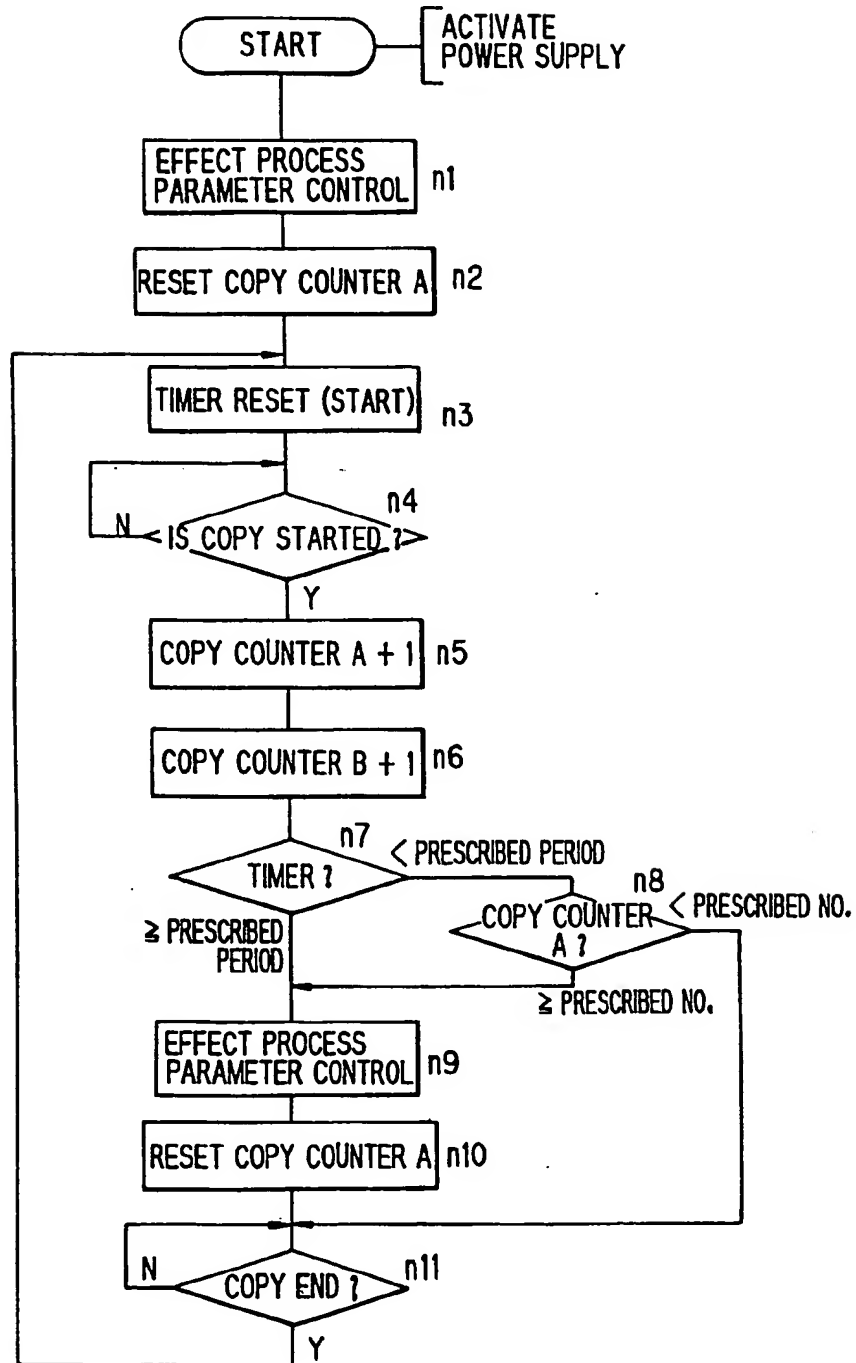 START
ACTIVATE
POWER SUPPLY
EFFECT PROCESS
PARAMETER CONTROL
n1
RESET COPY COUNTER A
n2
TIMER RESET (START)
n3
n4
N
IS COPY STARTED ?
Y
COPY COUNTER A + 1
n5
COPY COUNTER B + 1
n6
n7
TIMER ?
< PRESCRIBED PERIOD
n8
COPY COUNTER
A ?
< PRESCRIBED NO.
≧ PRESCRIBED
PERIOD
≧ PRESCRIBED NO.
EFFECT PROCESS
PARAMETER CONTROL
n9
RESET COPY COUNTER A
n10
N
COPY END ?
n11
Y